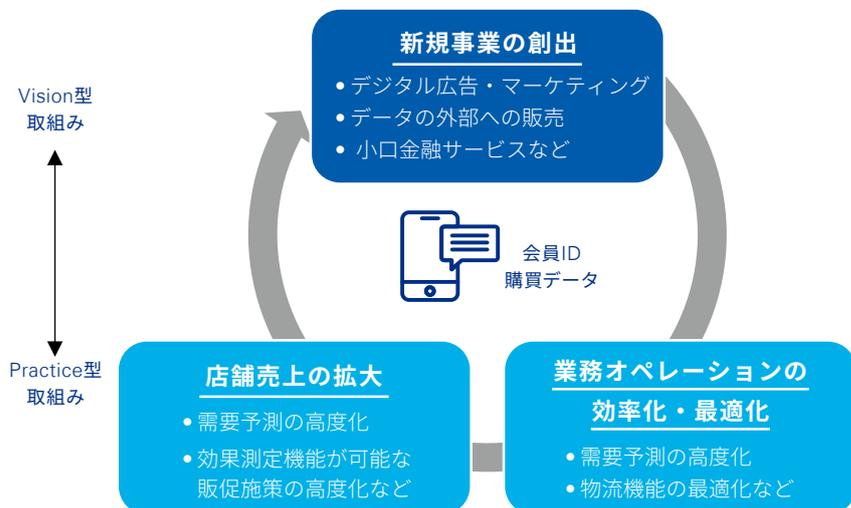 新規事業の創出
• デジタル広告・マーケティング
• データの外部への販売
• 小口金融サービスなど
Vision型
取組み
会員ID
購買データ
Practice型
取組み
店舗売上の拡大
• 需要予測の高度化
• 効果測定機能が可能な
販促施策の高度化など
業務オペレーションの
効率化・最適化
• 需要予測の高度化
• 物流機能の最適化など